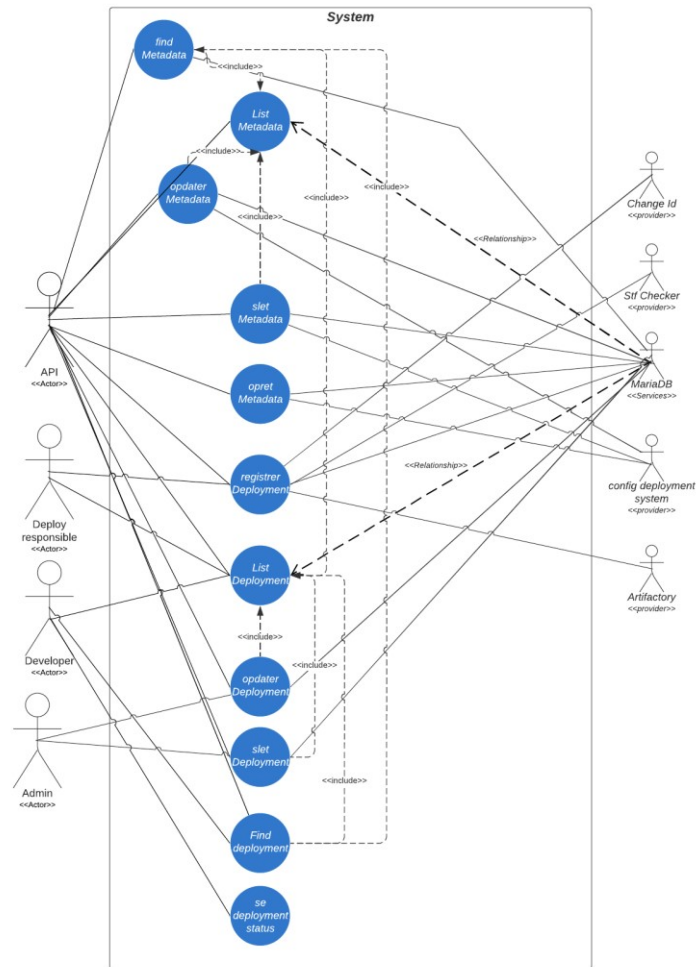 System
find
Metadata
<<include>>
List
Metadata
<<include>>
<<include>>
<<include>>
opdater
Metadata
<<include>>
Change Id
<<provider>>
<<Relationship>>
Stf Checker
<<provider>>
slet
Metadata
API
<<Actor>>
MariaDB
<<Services>>
opret
Metadata
<<Relationship>>
registrer
Deployment
config deployment
system
<<provider>>
Deploy
responsible
<<Actor>>
List
Deployment
Artifactory
<<provider>>
<<include>>
Developer
<<Actor>>
<<include>>
opdater
Deployment
slet
Deployment
Admin
<<Actor>>
<<include>>
Find
deployment
se
deployment
status